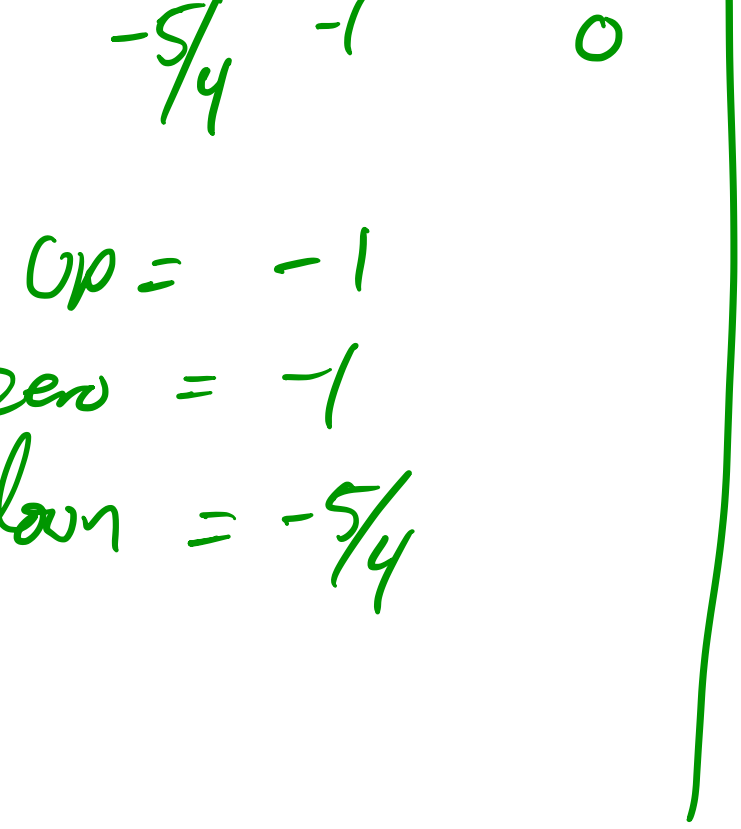 -5/4 -1 0
Up = -1
zero = -1
down = -5/4